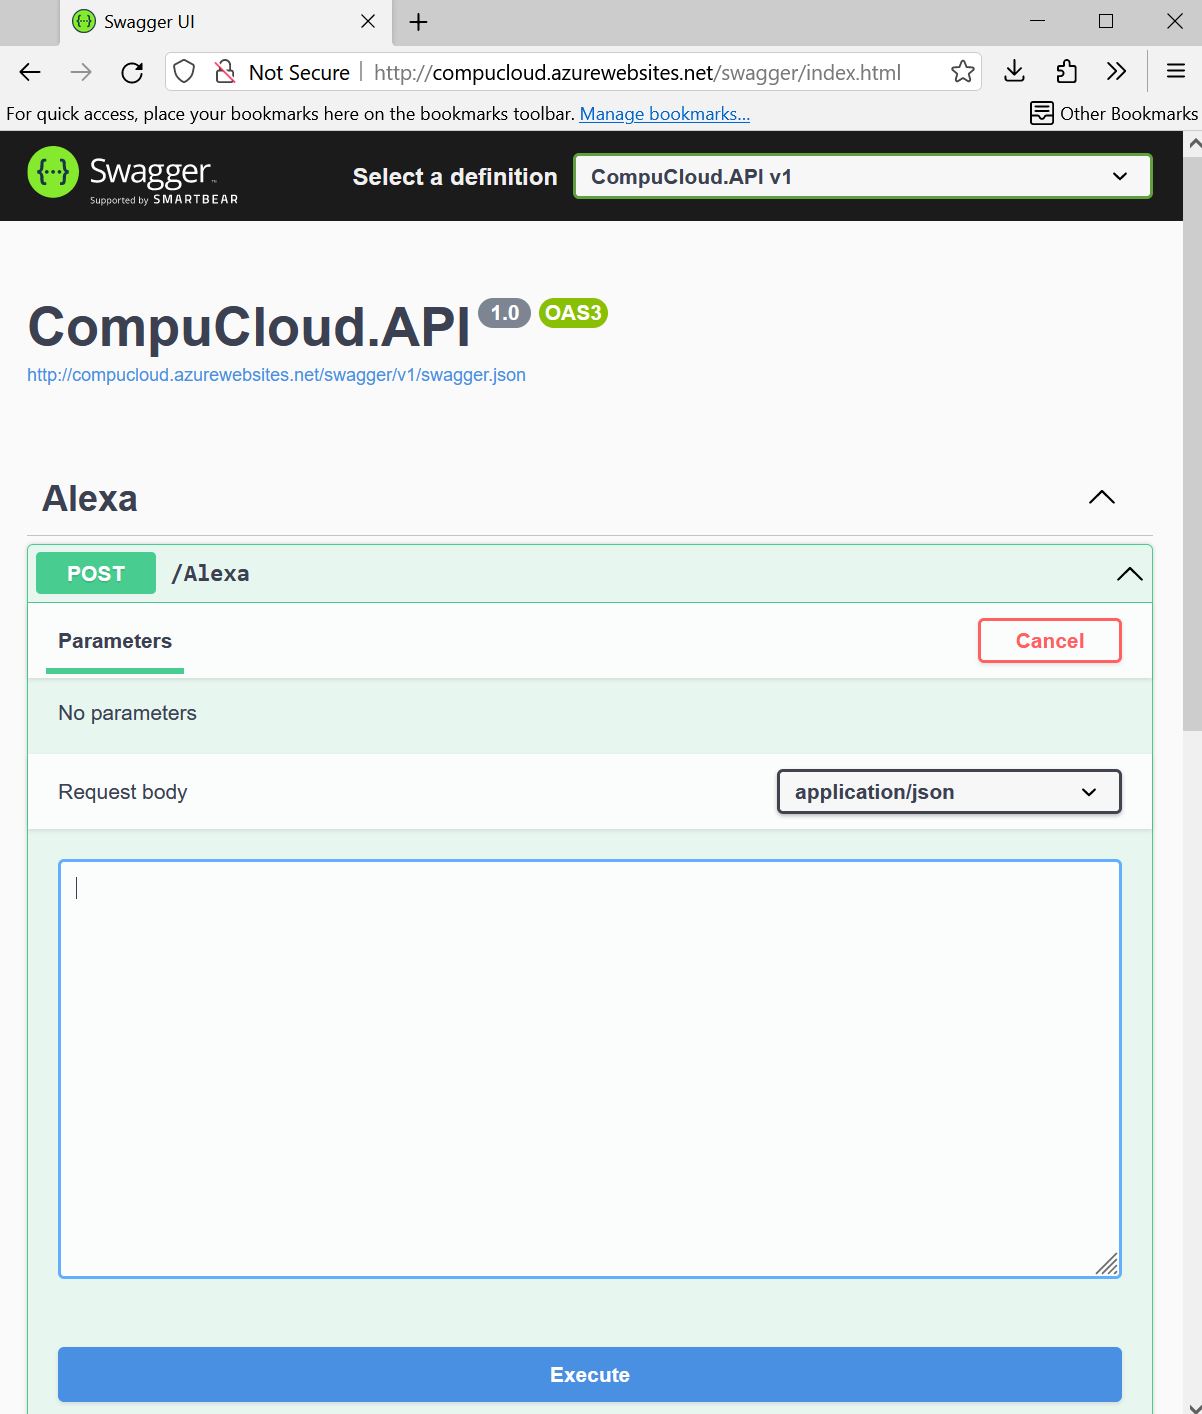 Swagger UI
Not Secure http://compucloud.azurewebsites.net/swagger/index.html
For quick access, place your bookmarks here on the bookmarks toolbar. Manage bookmarks... Other Bookmarks
Swagger™ Select a definition CompuCloud.API v1
Supported by SMARTBEAR
CompuCloud.API 1.0 OAS3
http://compucloud.azurewebsites.net/swagger/v1/swagger.json
Alexa
POST /Alexa
Parameters Cancel
No parameters
Request body application/json
Execute